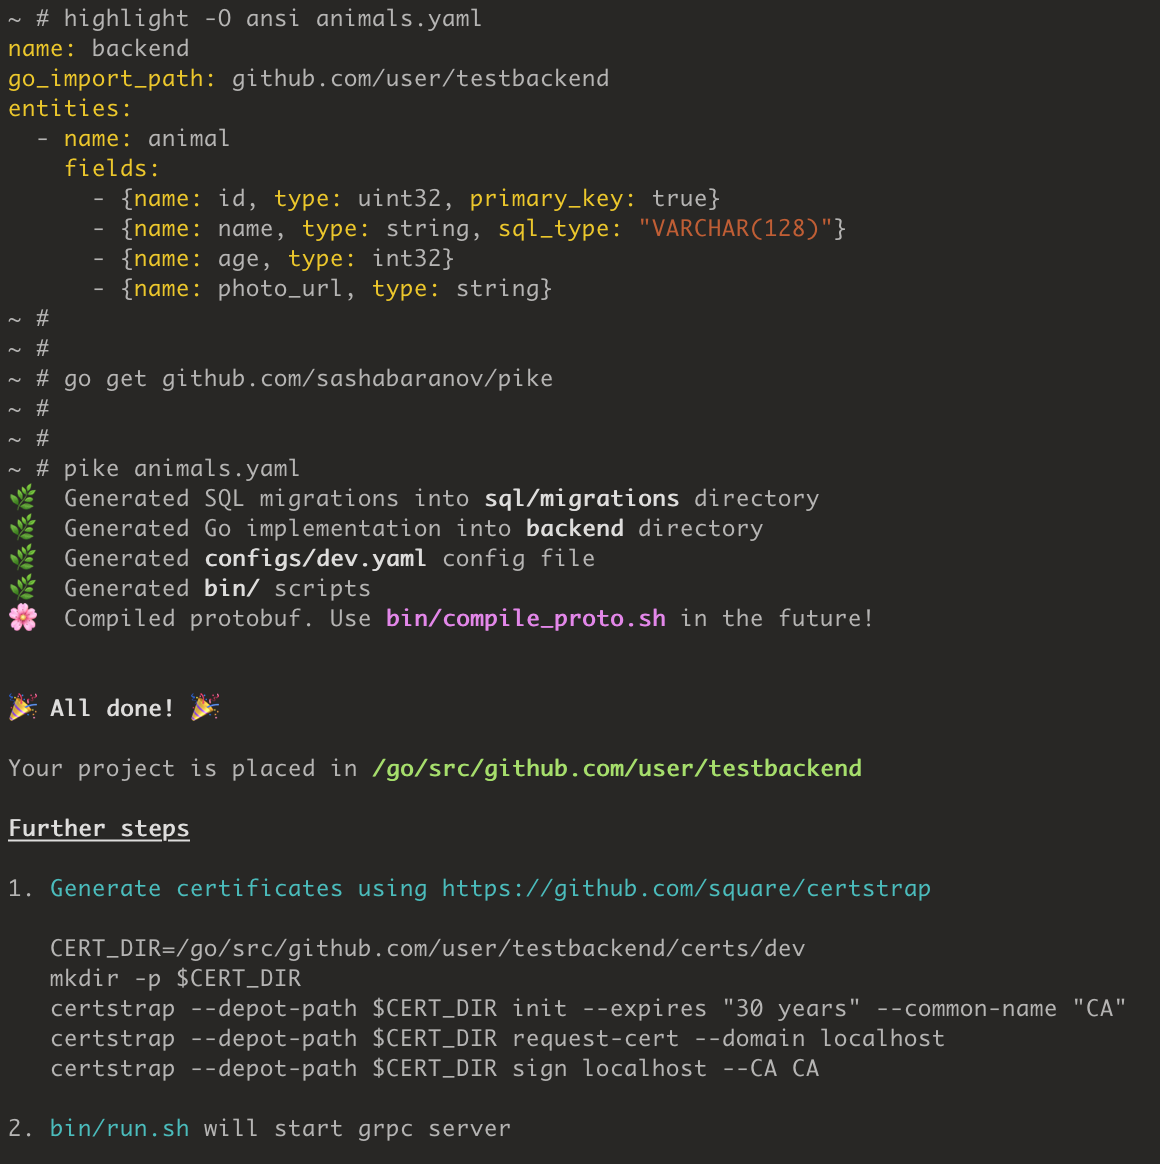 ~ # highlight -O ansi animals.yaml
name: backend
go_import_path: github.com/user/testbackend
entities:
  - name: animal
    fields:
      - {name: id, type: uint32, primary_key: true}
      - {name: name, type: string, sql_type: "VARCHAR(128)"}
      - {name: age, type: int32}
      - {name: photo_url, type: string}
~ #
~ #
~ # go get github.com/sashabaranov/pike
~ #
~ #
~ # pike animals.yaml
🌿  Generated SQL migrations into sql/migrations directory
🌿  Generated Go implementation into backend directory
🌿  Generated configs/dev.yaml config file
🌿  Generated bin/ scripts
🌸  Compiled protobuf. Use bin/compile_proto.sh in the future!
🎉 All done! 🎉
Your project is placed in /go/src/github.com/user/testbackend
Further steps
1. Generate certificates using https://github.com/square/certstrap
   CERT_DIR=/go/src/github.com/user/testbackend/certs/dev
   mkdir -p $CERT_DIR
   certstrap --depot-path $CERT_DIR init --expires "30 years" --common-name "CA"
   certstrap --depot-path $CERT_DIR request-cert --domain localhost
   certstrap --depot-path $CERT_DIR sign localhost --CA CA
2. bin/run.sh will start grpc server